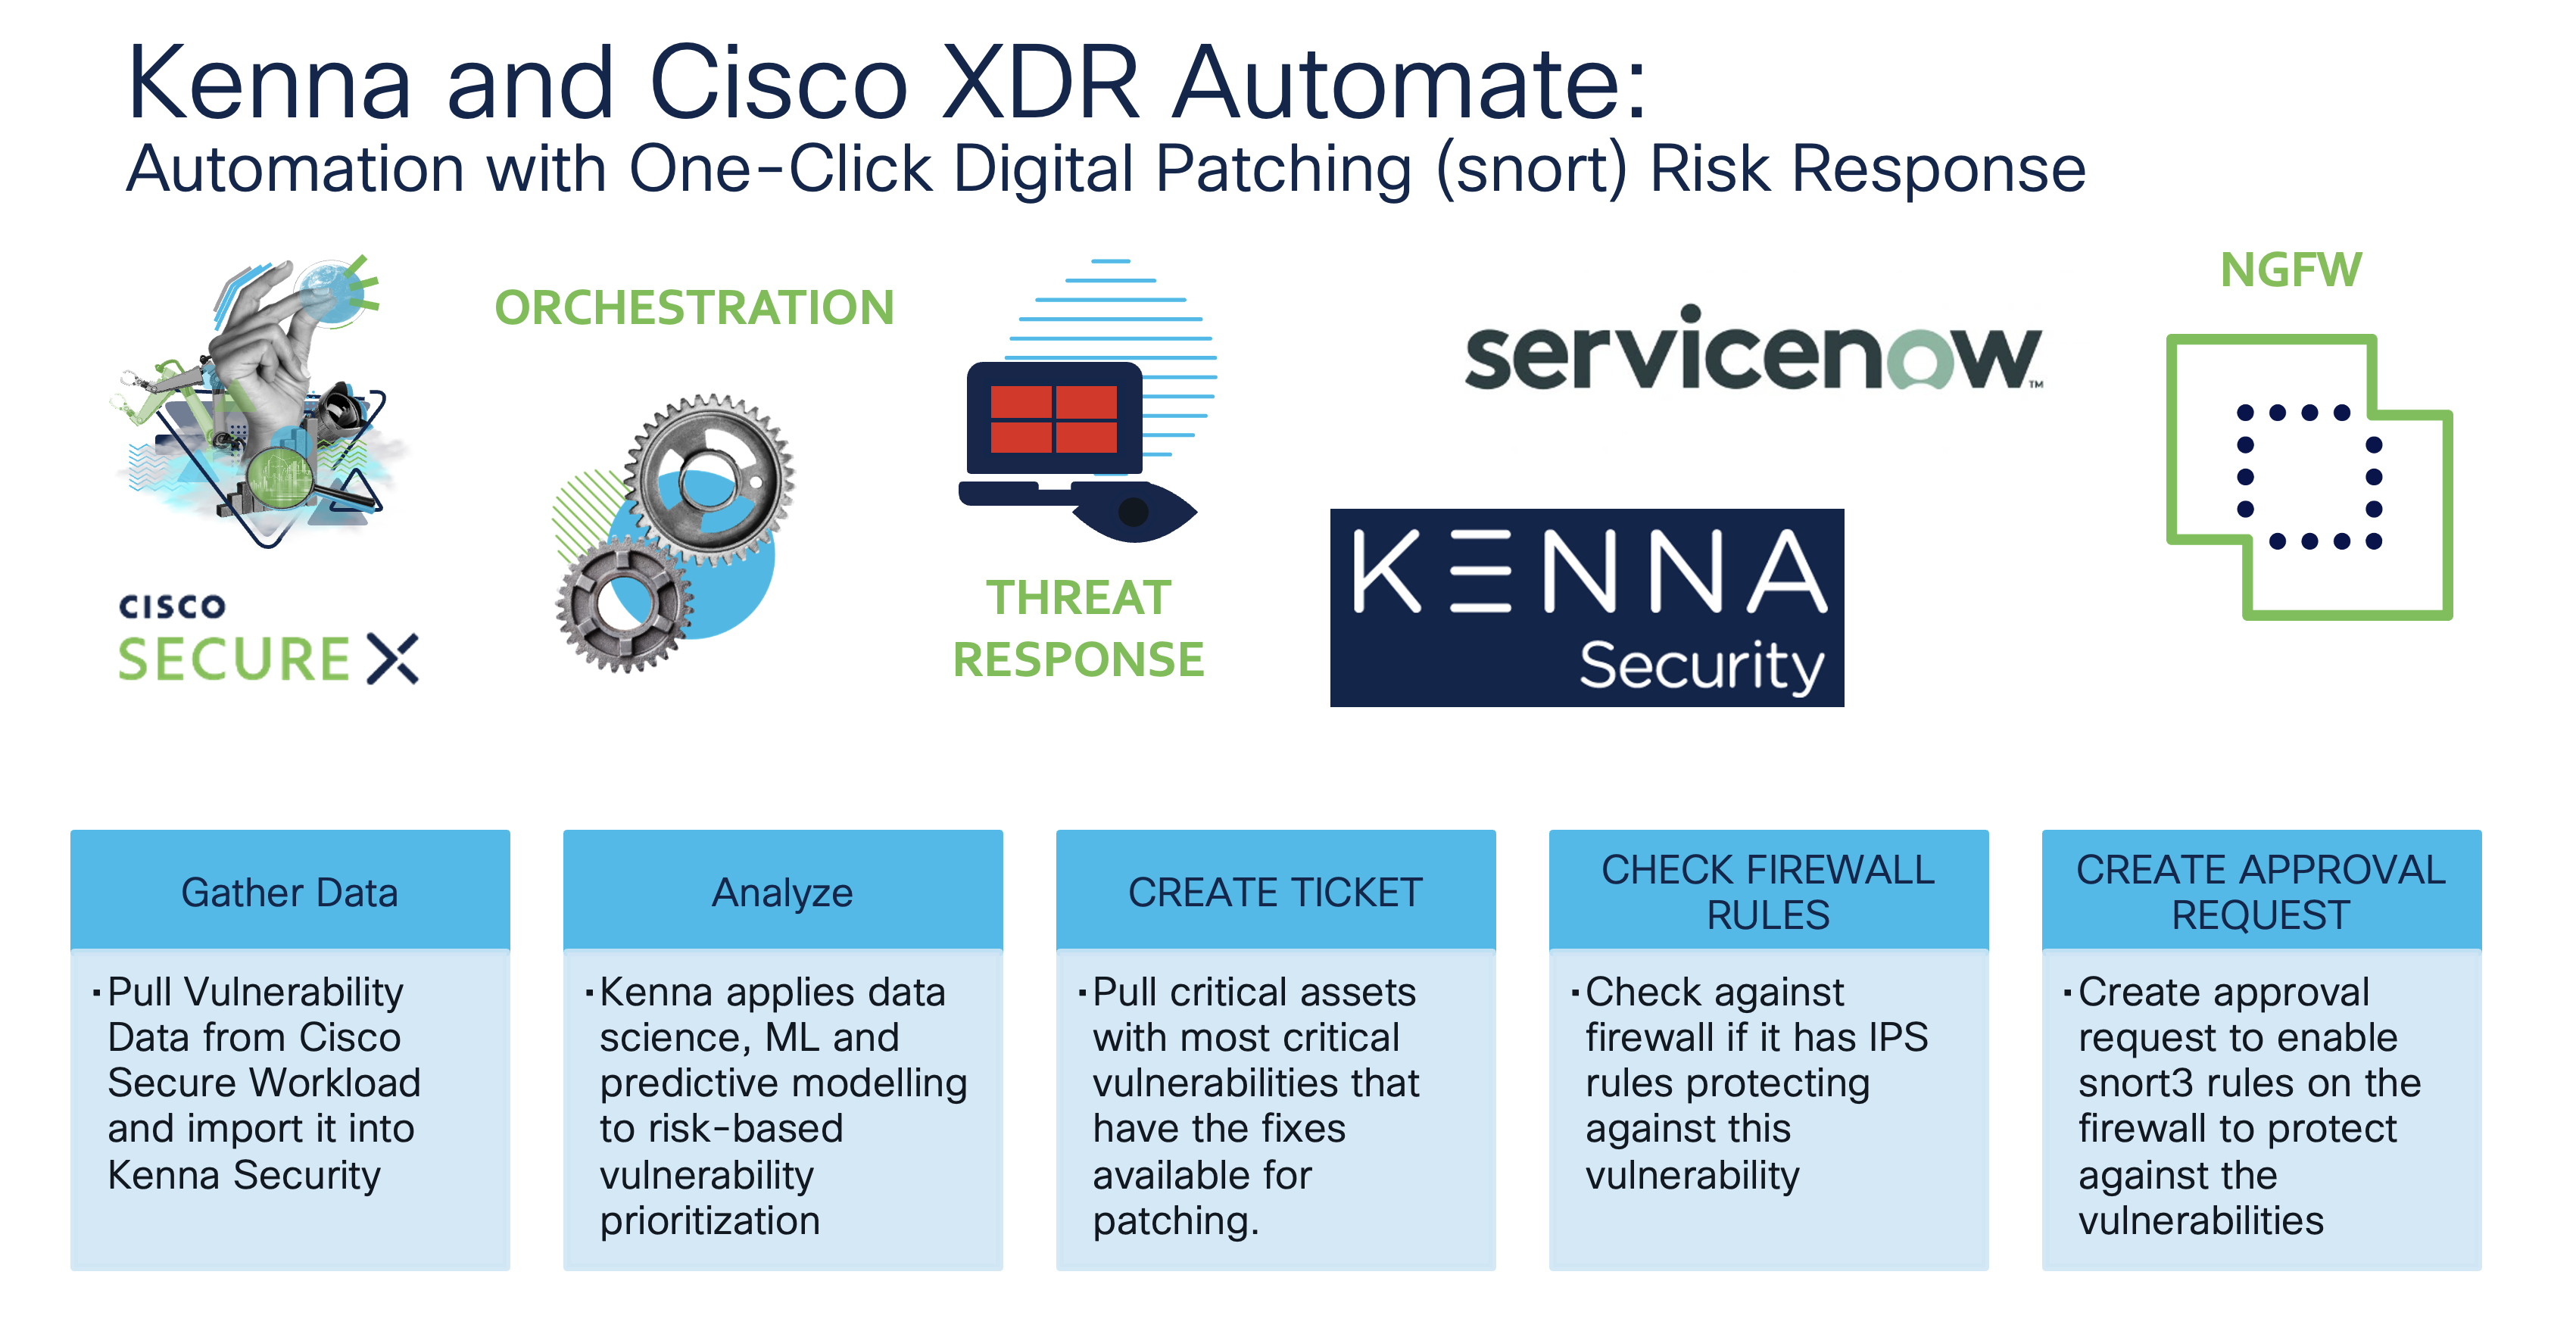 Kenna and Cisco XDR Automate:
Automation with One-Click Digital Patching (snort) Risk Response
CISCO
SECURE X
ORCHESTRATION
THREAT
RESPONSE
servicenow™
KENNA
Security
NGFW
Gather Data
▪Pull Vulnerability
Data from Cisco
Secure Workload
and import it into
Kenna Security
Analyze
▪Kenna applies data
science, ML and
predictive modelling
to risk-based
vulnerability
prioritization
CREATE TICKET
▪Pull critical assets
with most critical
vulnerabilities that
have the fixes
available for
patching.
CHECK FIREWALL
RULES
▪Check against
firewall if it has IPS
rules protecting
against this
vulnerability
CREATE APPROVAL
REQUEST
▪Create approval
request to enable
snort3 rules on the
firewall to protect
against the
vulnerabilities